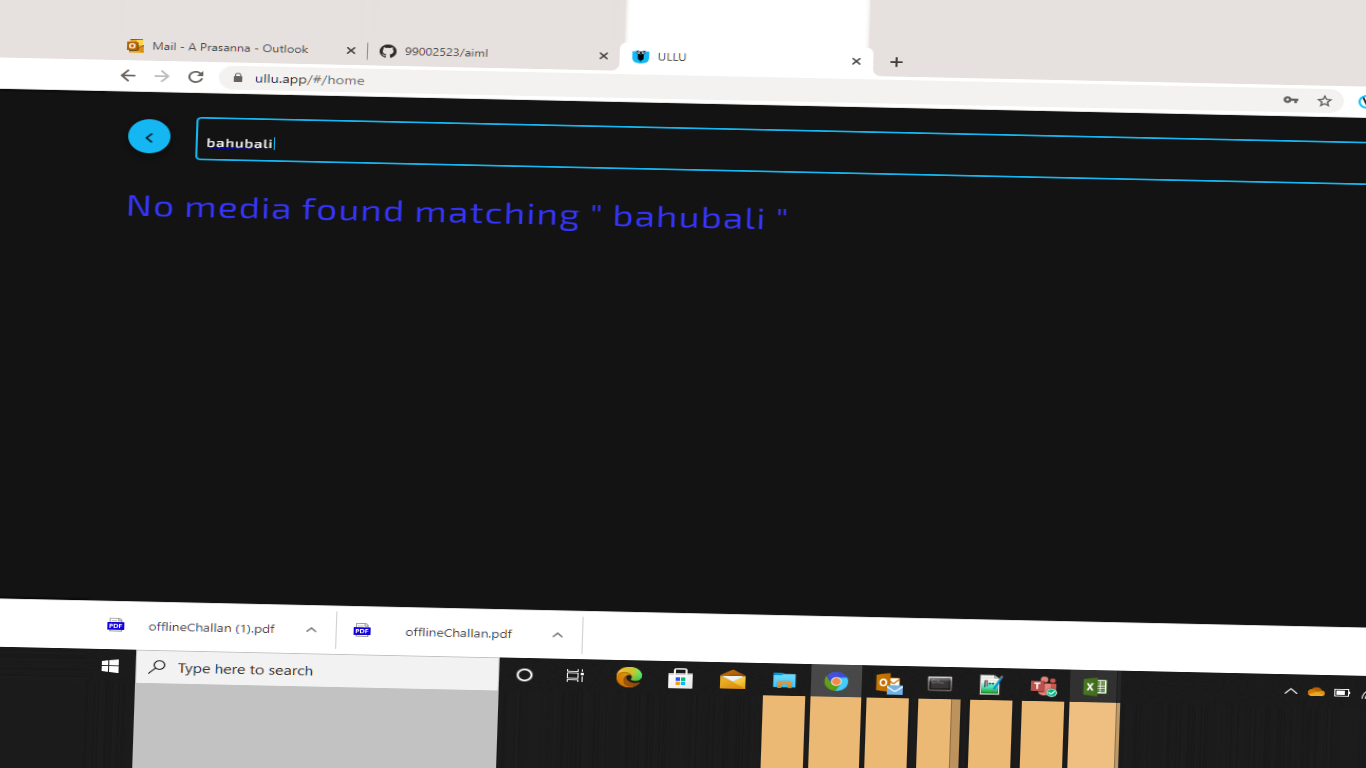 Mail - A Prasanna - Outlook
99002523/aiml
ULLU
ullu.app/#/home
bahubali
No media found matching " bahubali "
PDF
offlineChallan (1).pdf
PDF
offlineChallan.pdf
Type here to search